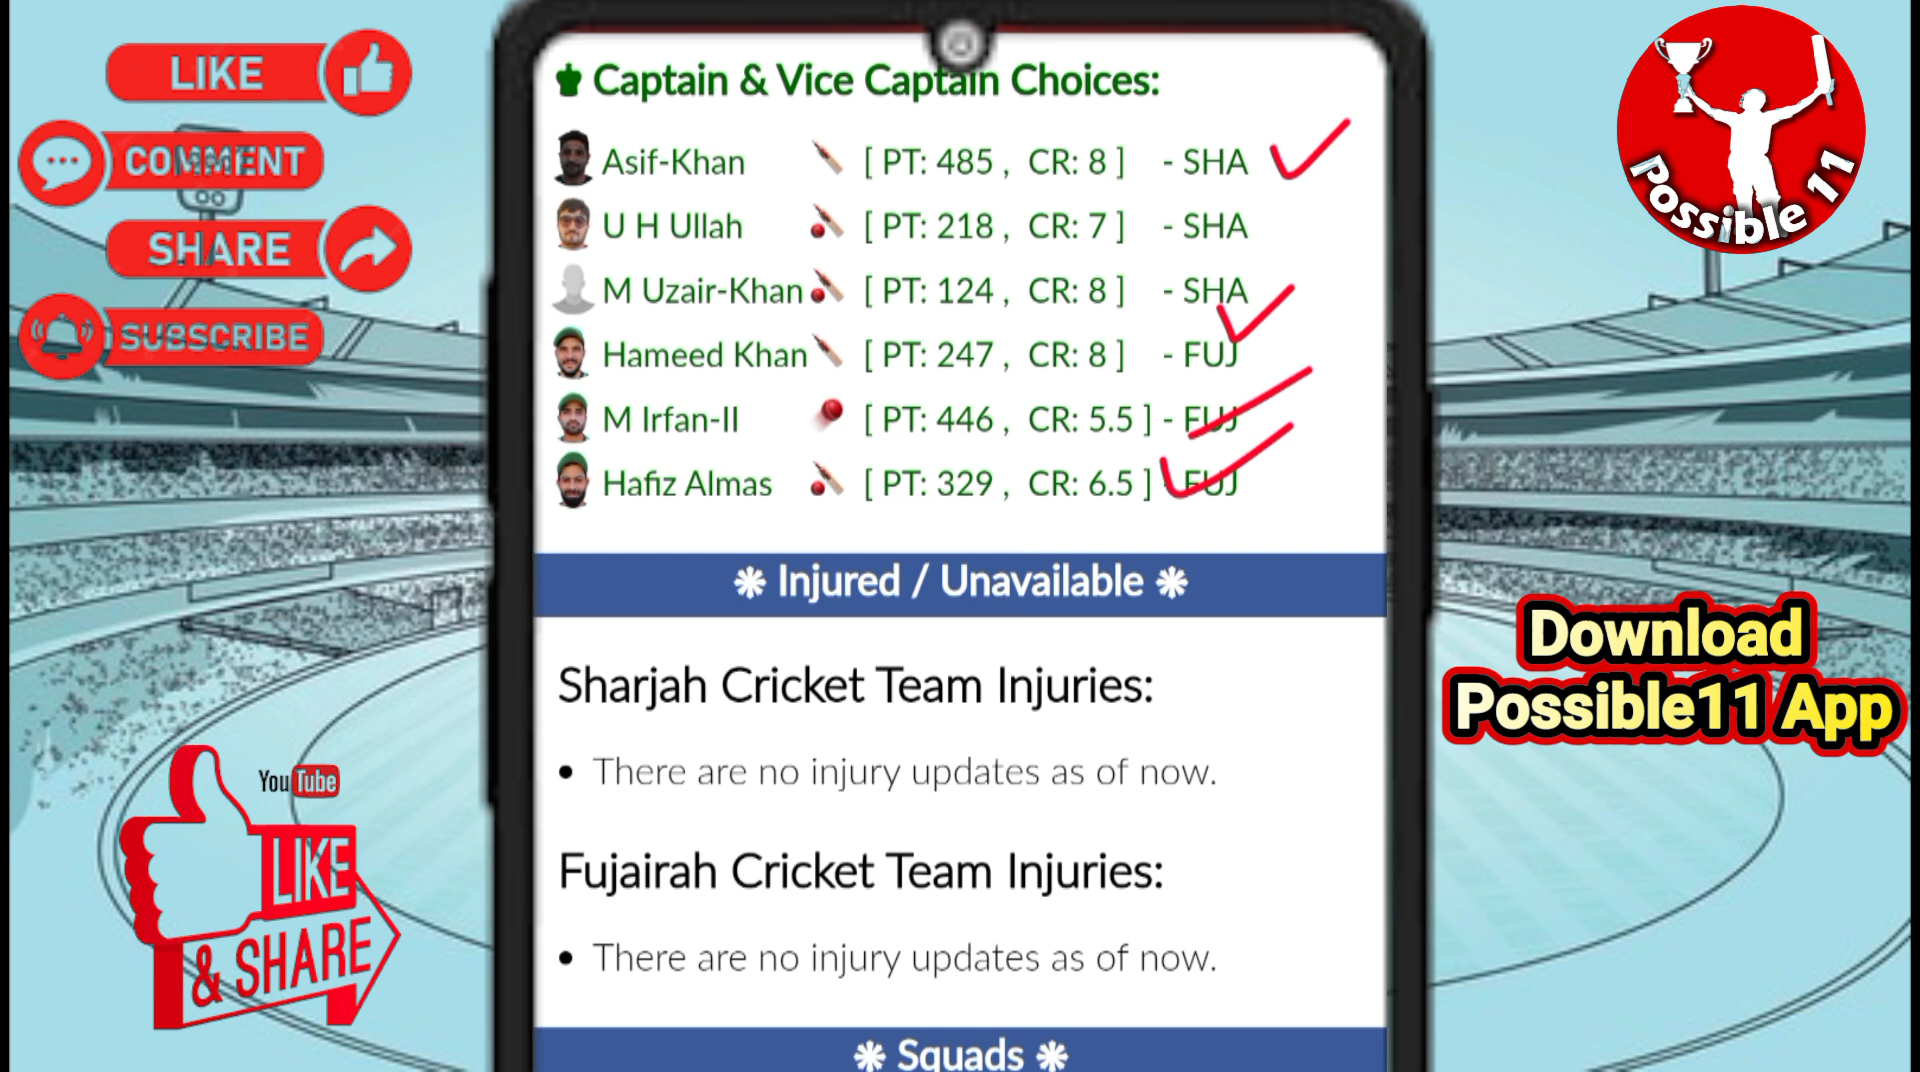 LIKE
COMMENT
SHARE
SUBSCRIBE
Captain & Vice Captain Choices:
Asif-Khan [ PT: 485 , CR: 8 ] - SHA
U H Ullah [ PT: 218 , CR: 7 ] - SHA
M Uzair-Khan [ PT: 124 , CR: 8 ] - SHA
Hameed Khan [ PT: 247 , CR: 8 ] - FUJ
M Irfan-II [ PT: 446 , CR: 5.5 ] - FUJ
Hafiz Almas [ PT: 329 , CR: 6.5 ] - FUJ
Injured / Unavailable
Sharjah Cricket Team Injuries:
• There are no injury updates as of now.
Fujairah Cricket Team Injuries:
• There are no injury updates as of now.
Squads
Possible 11
Download
Possible11 App
YouTube
LIKE
& SHARE